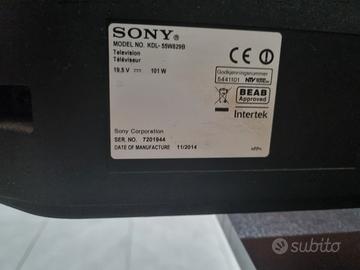 SONY®
MODEL NO. KDL-55W829B
Television
Téléviseur
19.5 V 101 W
CE
Godkjenningsnummer
5441101
BEAB
Approved
Intertek
Sony Corporation
SER. NO. 7201944
DATE OF MANUFACTURE 11/2014
subito